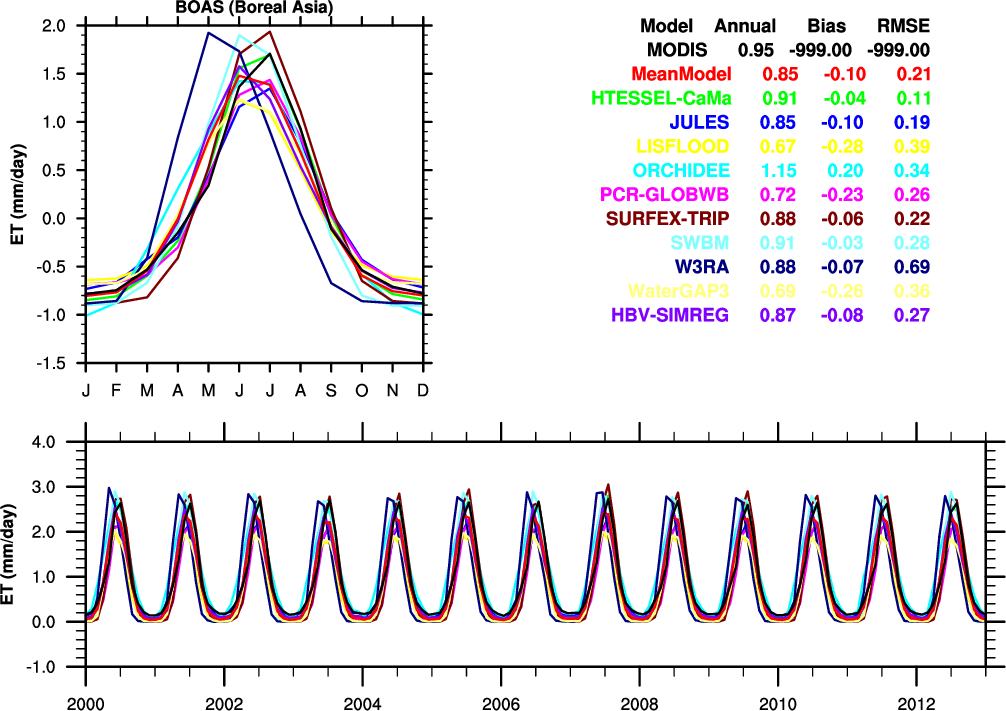 BOAS (Boreal Asia)
2.0
1.5
1.0
0.5
0.0
-0.5
-1.0
-1.5
ET (mm/day)
J F M A M J J A S O N D
Model Annual Bias RMSE
MODIS 0.95 -999.00 -999.00
MeanModel 0.85 -0.10 0.21
HTESSEL-CaMa 0.91 -0.04 0.11
JULES 0.85 -0.10 0.19
LISFLOOD 0.67 -0.28 0.39
ORCHIDEE 1.15 0.20 0.34
PCR-GLOBWB 0.72 -0.23 0.26
SURFEX-TRIP 0.88 -0.06 0.22
SWBM 0.91 -0.03 0.28
W3RA 0.88 -0.07 0.69
WaterGAP3 0.69 -0.26 0.36
HBV-SIMREG 0.87 -0.08 0.27
4.0
3.0
2.0
1.0
0.0
-1.0
ET (mm/day)
2000 2002 2004 2006 2008 2010 2012